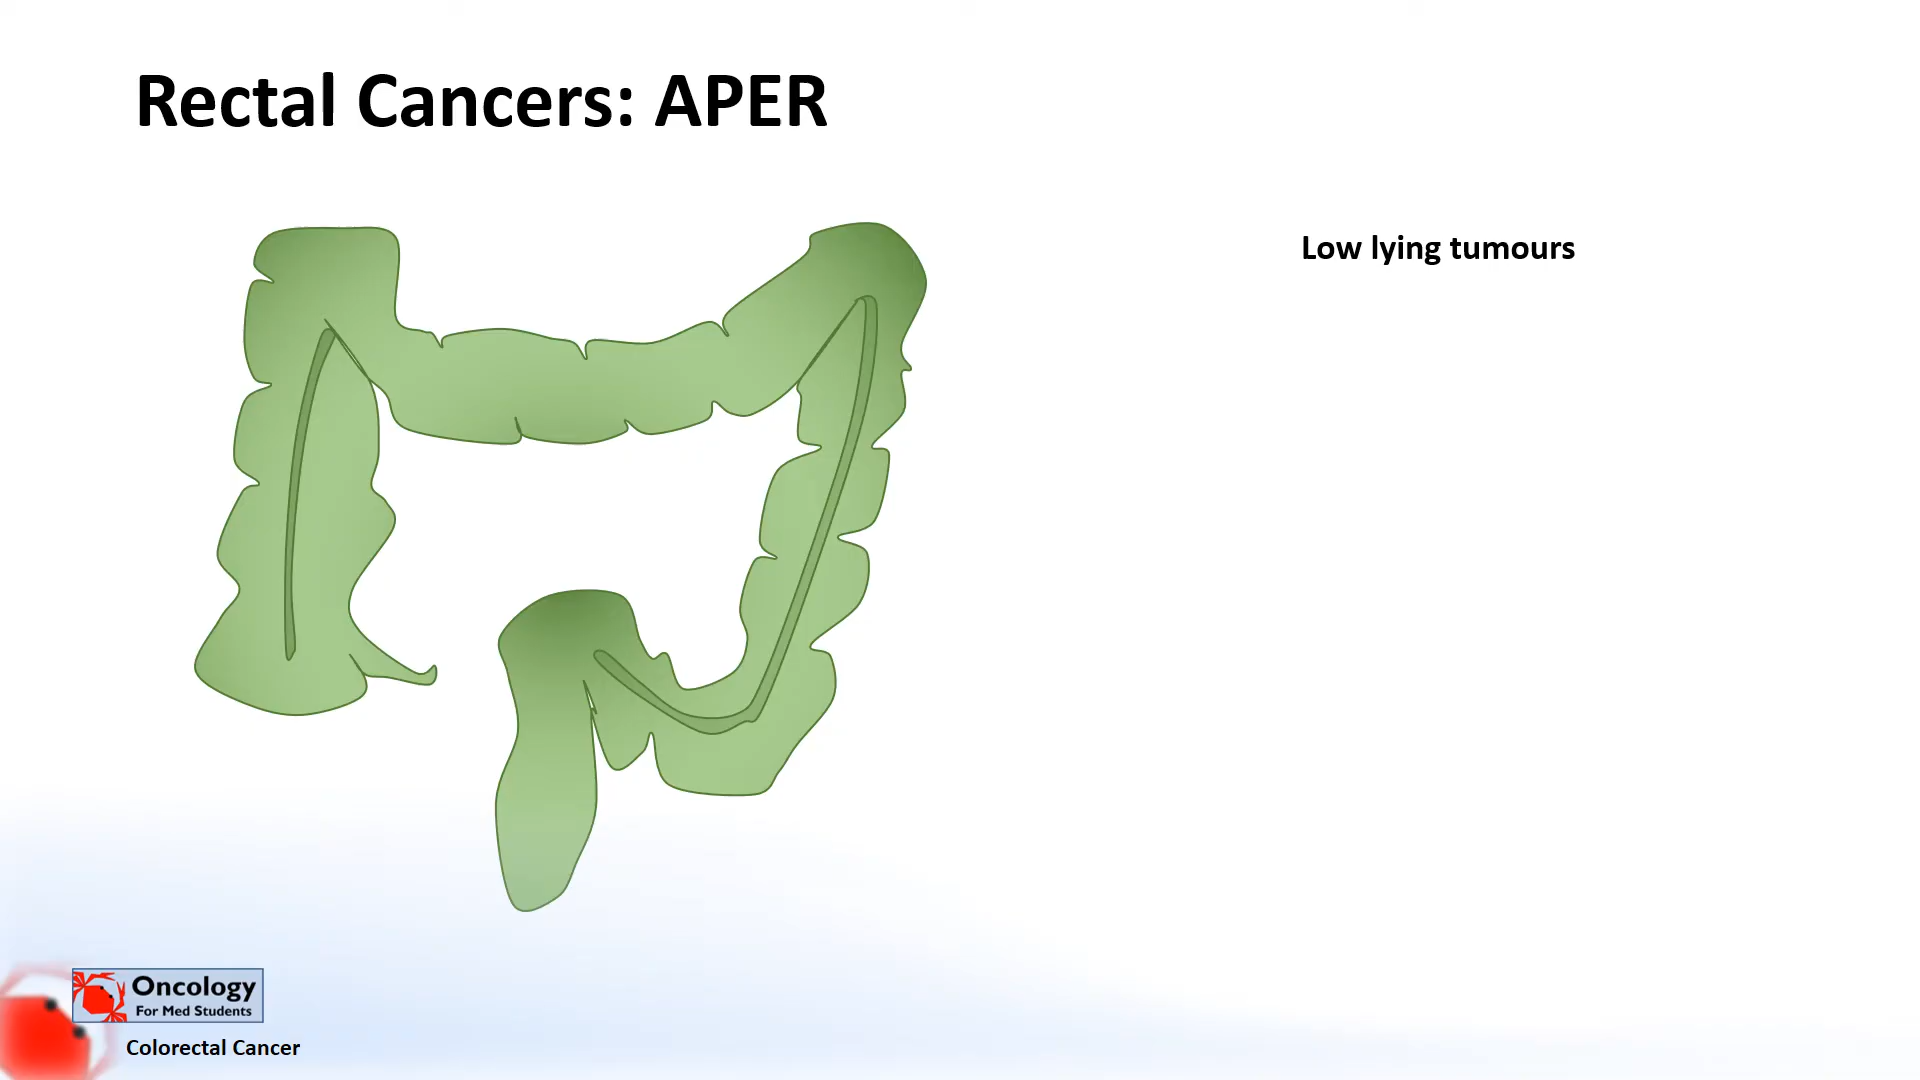 Rectal Cancers: APER
Low lying tumours
Oncology
For Med Students
Colorectal Cancer